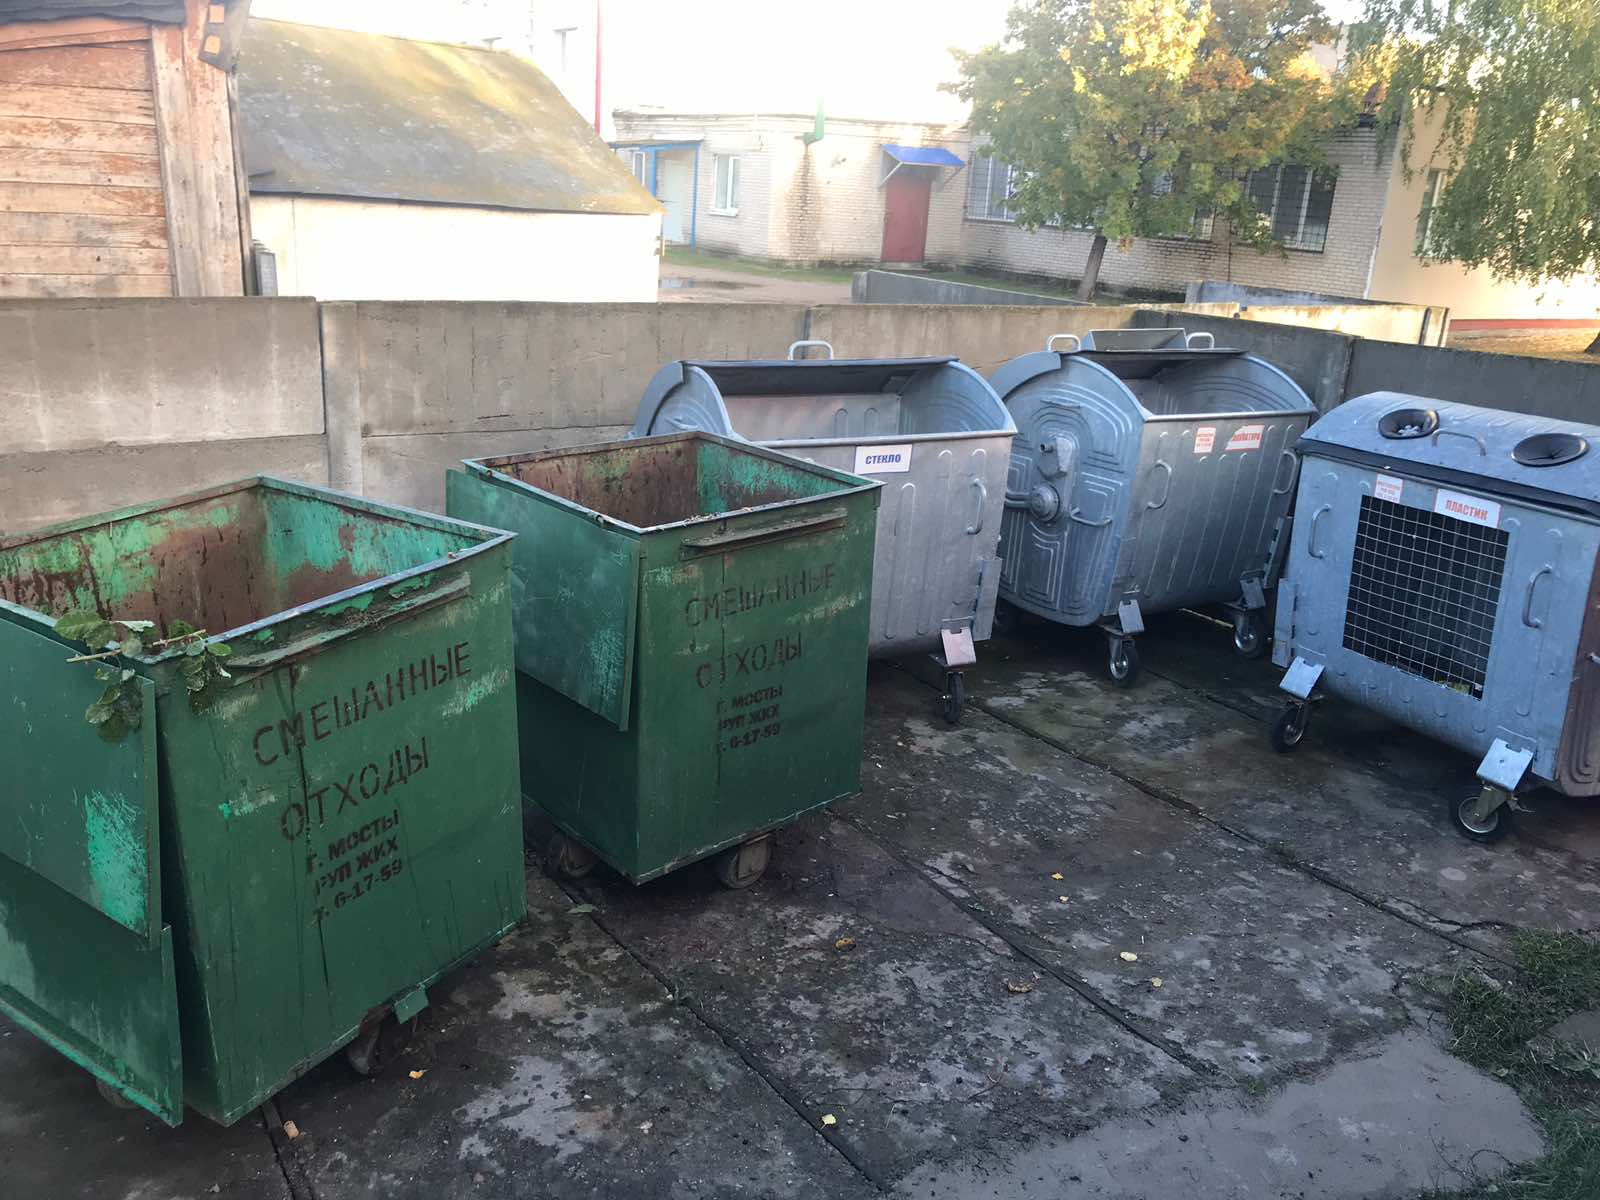 СМЕШАННЫЕ
ОТХОДЫ
Г. МОСТЫ
РУП ЖКХ
т. 6-17-59
СМЕШАННЫЕ
ОТХОДЫ
Г. МОСТЫ
РУП ЖКХ
т. 6-17-59
СТЕКЛО
ПЛАСТИК